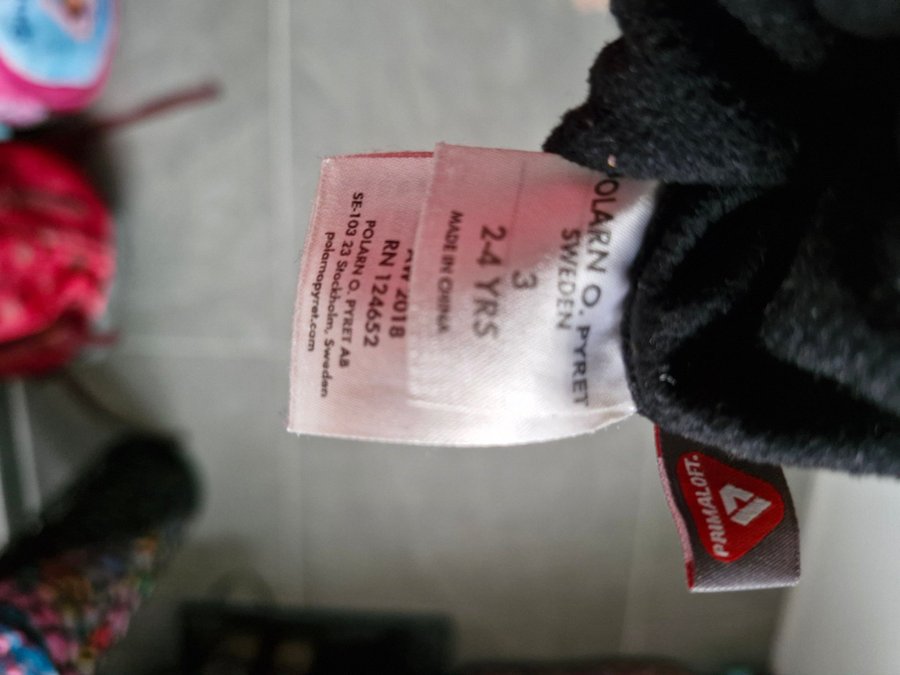 POLARN O. PYRET
SWEDEN
3
2-4 YRS
MADE IN CHINA
AW 2018
RN 124652
POLARN O. PYRET AB
SE-103 23 Stockholm, Sweden
polarnopyret.com
PRIMALOFT.